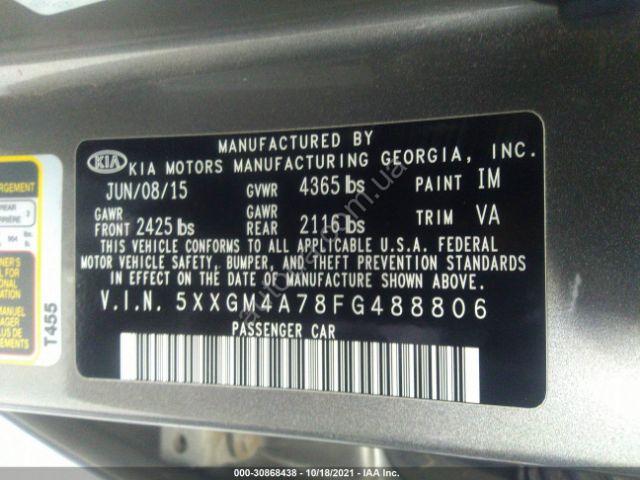 MANUFACTURED BY
KIA KIA MOTORS MANUFACTURING GEORGIA, INC.
JUN/08/15 GVWR 4365 lbs PAINT IM
GAWR FRONT 2425 lbs GAWR REAR 2116 lbs TRIM VA
THIS VEHICLE CONFORMS TO ALL APPLICABLE U.S.A. FEDERAL
MOTOR VEHICLE SAFETY, BUMPER, AND THEFT PREVENTION STANDARDS
IN EFFECT ON THE DATE OF MANUFACTURE SHOWN ABOVE.
V.I.N. 5XXGM4A78FG488806
PASSENGER CAR
T455
000-30868438 - 10/18/2021 - IAA Inc.